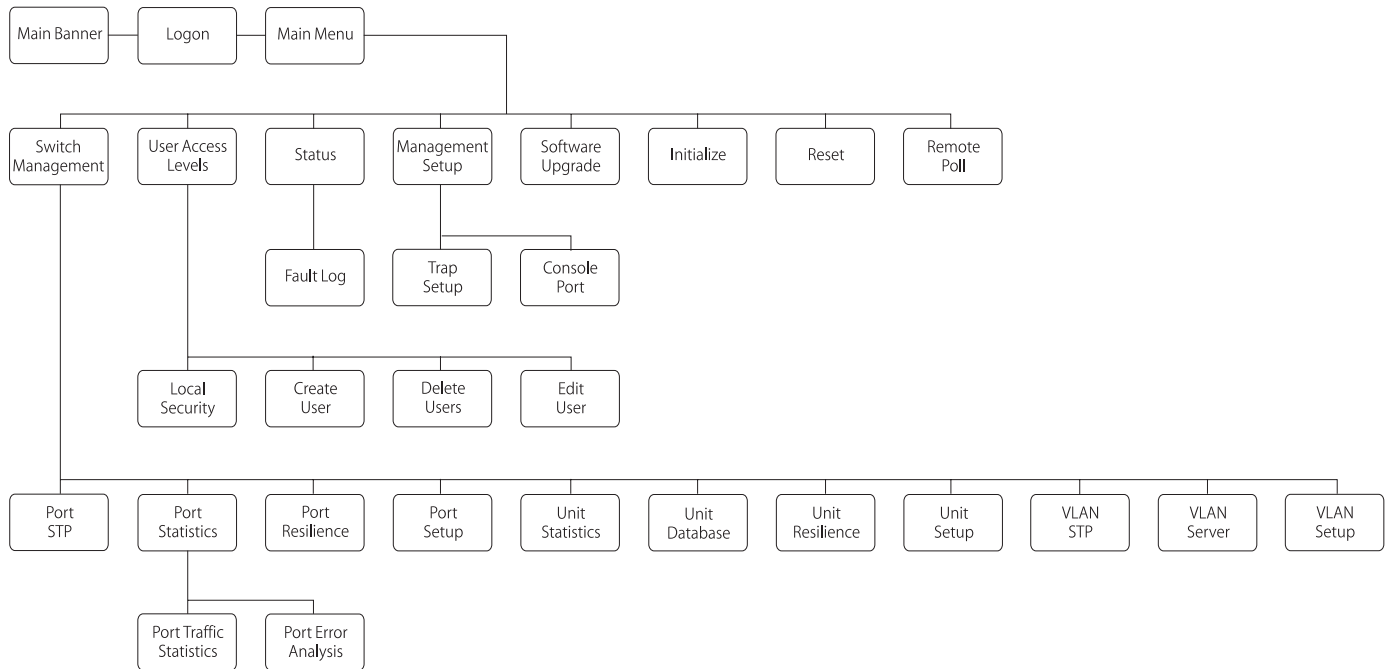 Main Banner
Logon
Main Menu
Switch
Management
User Access
Levels
Status
Management
Setup
Software
Upgrade
Initialize
Reset
Remote
Poll
Fault Log
Trap
Setup
Console
Port
Local
Security
Create
User
Delete
Users
Edit
User
Port
STP
Port
Statistics
Port
Resilience
Port
Setup
Unit
Statistics
Unit
Database
Unit
Resilience
Unit
Setup
VLAN
STP
VLAN
Server
VLAN
Setup
Port Traffic
Statistics
Port Error
Analysis